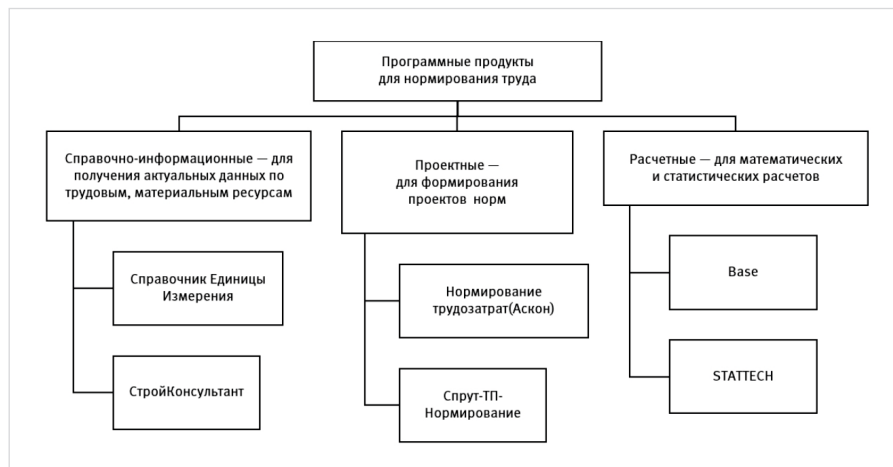 Программные продукты
для нормирования труда
Справочно-информационные — для
получения актуальных данных по
трудовым, материальным ресурсам
Проектные —
для формирования
проектов норм
Расчетные — для математических
и статистических расчетов
Справочник Единицы
Измерения
СтройКонсультант
Нормирование
трудозатрат(Аскон)
Спрут-ТП-
Нормирование
Base
STATTECH